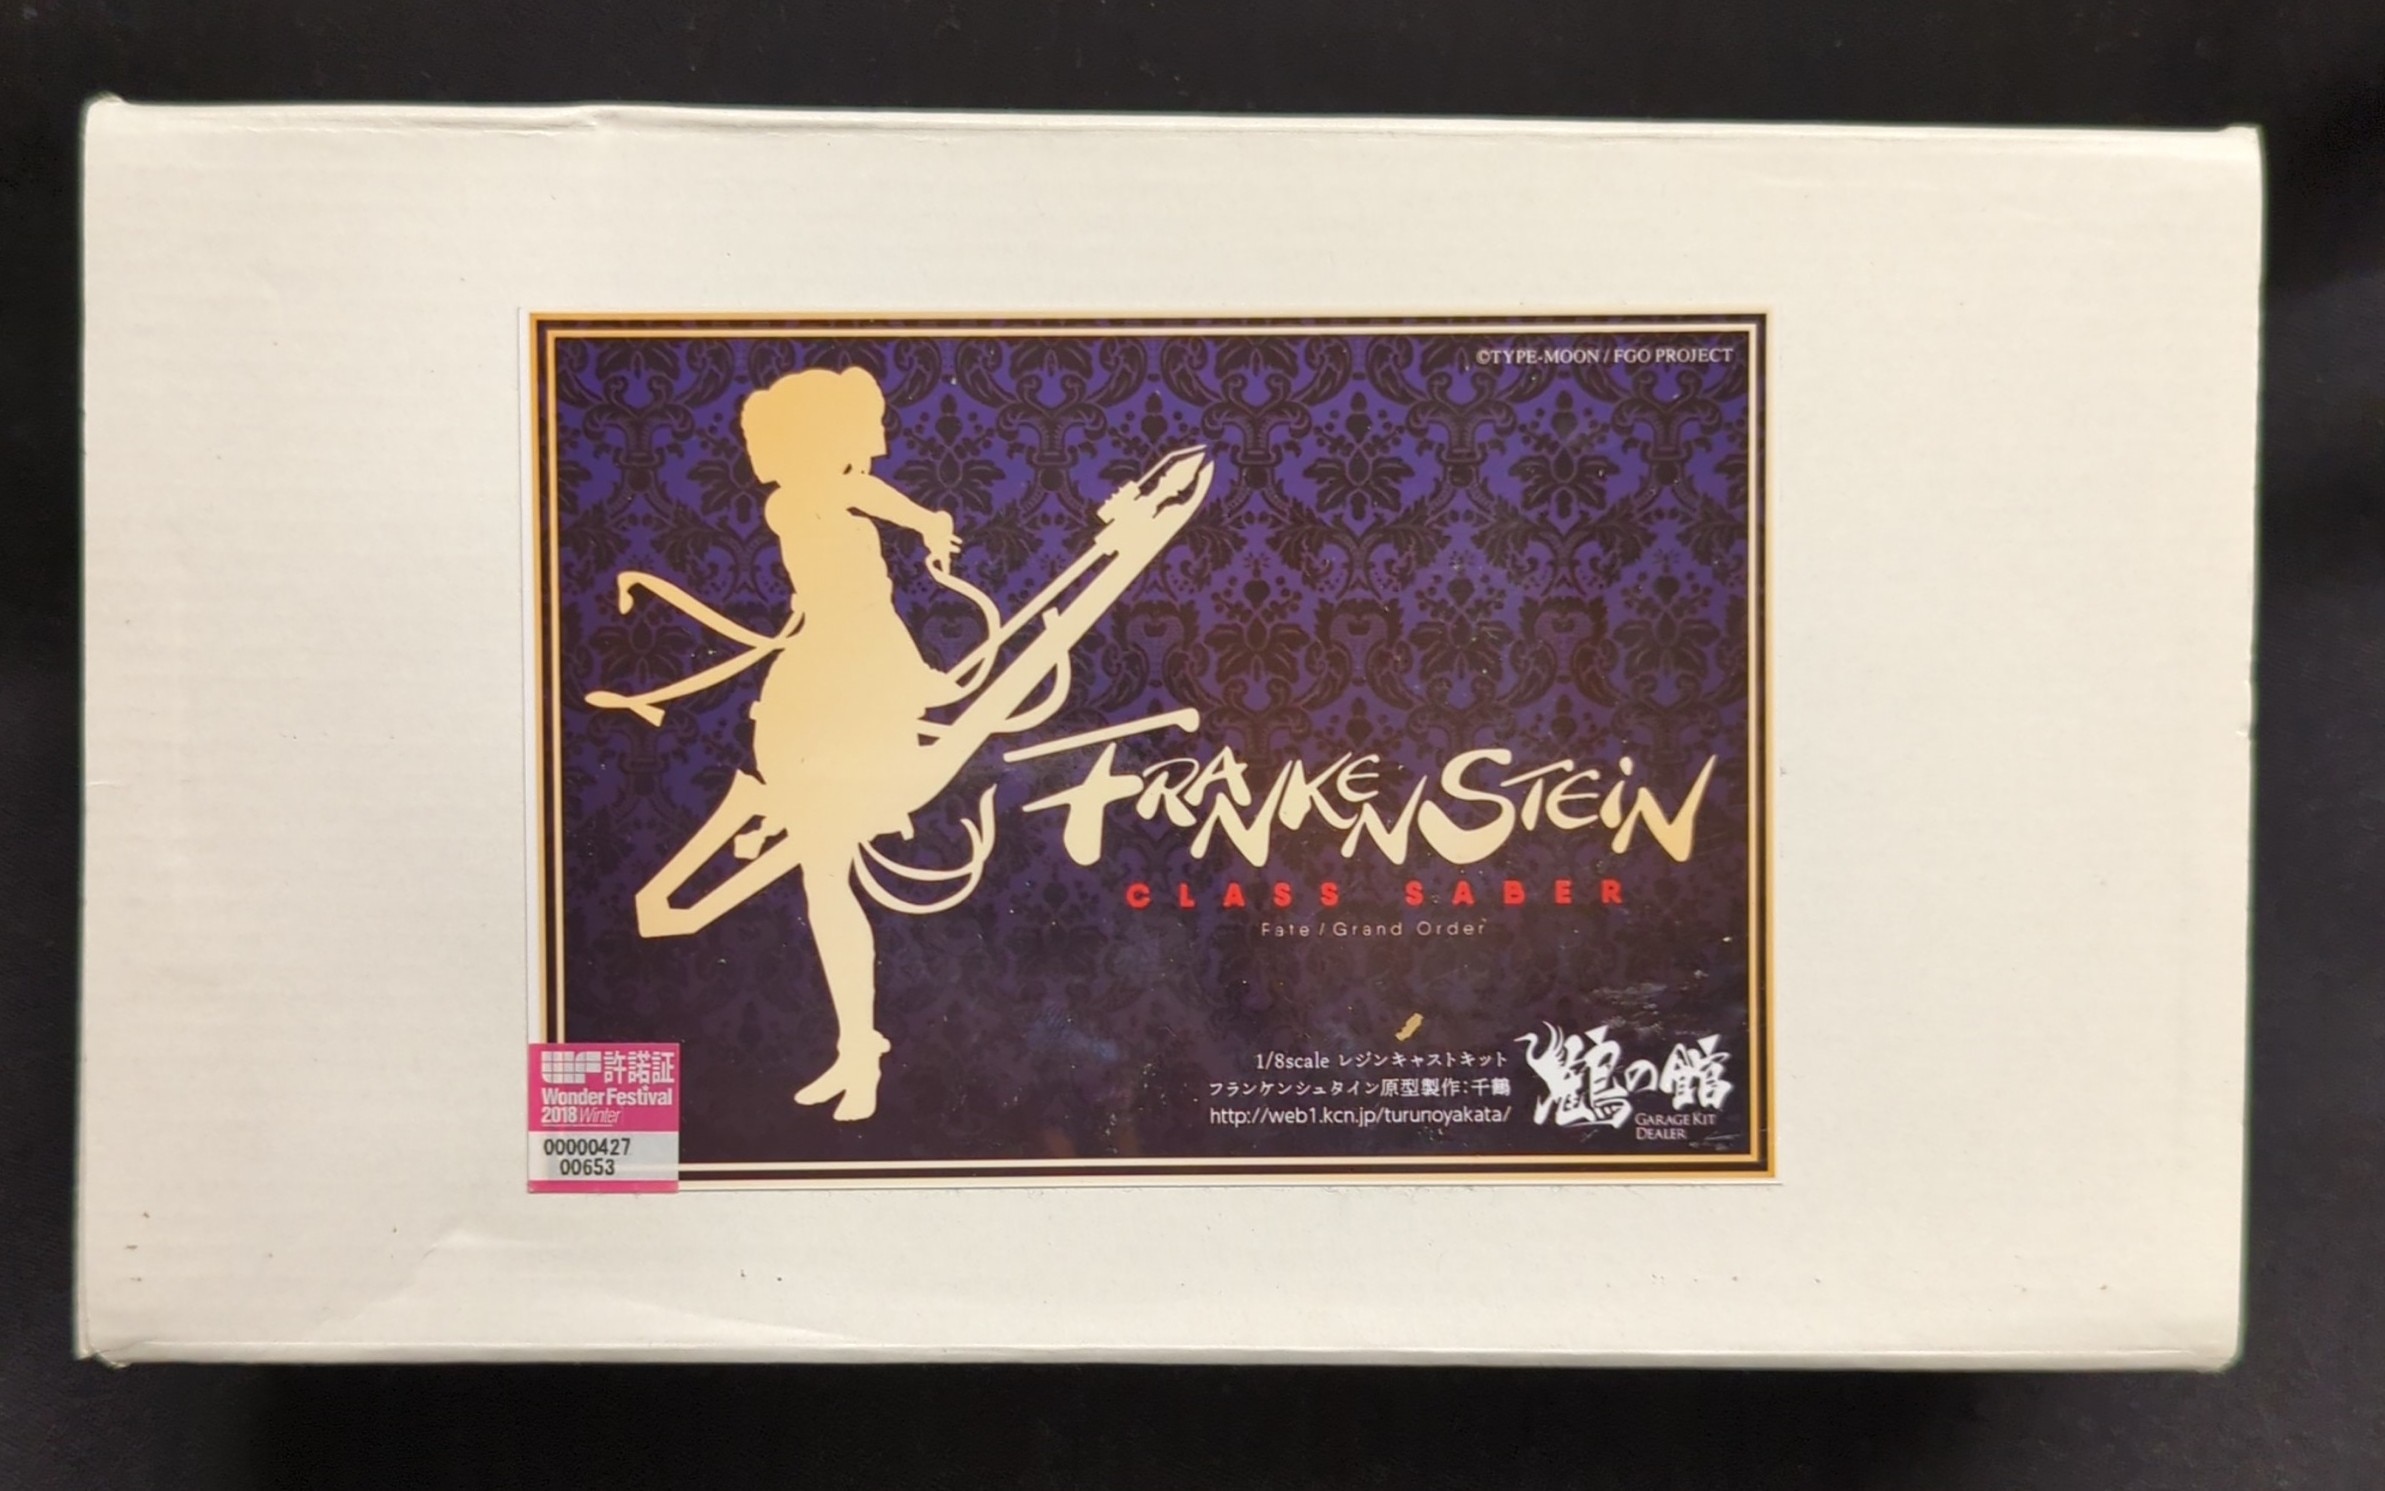 ©TYPE-MOON / FGO PROJECT
FRANKENSTEIN
CLASS SABER
Fate / Grand Order
1/8scale レジンキャストキット
フランケンシュタイン原型製作：千鶴
http://web1.kcn.jp/turunoyakata/
鶴の館
GARAGE KIT
DEALER
WF許諾証
Wonder Festival
2018 Winter
00000427
00653